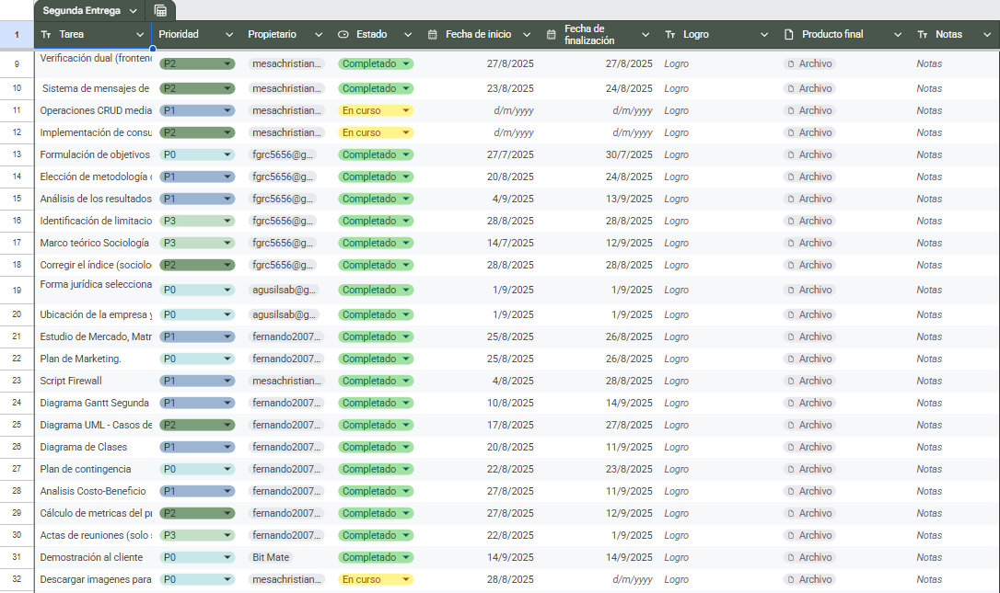 Segunda Entrega
1 Tarea Prioridad Propietario Estado Fecha de inicio Fecha de finalización Logro Producto final Notas
9 Verificación dual (frontend P2 mesachristian... Completado 27/8/2025 27/8/2025 Logro Archivo Notas
10 Sistema de mensajes de P2 mesachristian... Completado 23/8/2025 24/8/2025 Logro Archivo Notas
11 Operaciones CRUD media P1 mesachristian... En curso d/m/yyyy d/m/yyyy Logro Archivo Notas
12 Implementación de consu P2 mesachristian... En curso d/m/yyyy d/m/yyyy Logro Archivo Notas
13 Formulación de objetivos P0 fgrc5656@g... Completado 27/7/2025 30/7/2025 Logro Archivo Notas
14 Elección de metodología P1 fgrc5656@g... Completado 20/8/2025 24/8/2025 Logro Archivo Notas
15 Análisis de los resultados P1 fgrc5656@g... Completado 4/9/2025 13/9/2025 Logro Archivo Notas
16 Identificación de limitacio P3 fgrc5656@g... Completado 28/8/2025 28/8/2025 Logro Archivo Notas
17 Marco teórico Sociología P3 fgrc5656@g... Completado 14/7/2025 12/9/2025 Logro Archivo Notas
18 Corregir el índice (sociolo P2 fgrc5656@g... Completado 28/8/2025 28/8/2025 Logro Archivo Notas
19 Forma jurídica selecciona P0 agusilsab@g... Completado 1/9/2025 1/9/2025 Logro Archivo Notas
20 Ubicación de la empresa y P0 agusilsab@g... Completado 1/9/2025 1/9/2025 Logro Archivo Notas
21 Estudio de Mercado, Matr P1 fernando2007... Completado 25/8/2025 26/8/2025 Logro Archivo Notas
22 Plan de Marketing. P0 fernando2007... Completado 25/8/2025 26/8/2025 Logro Archivo Notas
23 Script Firewall P1 mesachristian... Completado 4/8/2025 28/8/2025 Logro Archivo Notas
24 Diagrama Gantt Segunda P1 fernando2007... Completado 10/8/2025 14/9/2025 Logro Archivo Notas
25 Diagrama UML - Casos de P2 fernando2007... Completado 17/8/2025 27/8/2025 Logro Archivo Notas
26 Diagrama de Clases P1 fernando2007... Completado 20/8/2025 11/9/2025 Logro Archivo Notas
27 Plan de contingencia P0 fernando2007... Completado 22/8/2025 23/8/2025 Logro Archivo Notas
28 Analisis Costo-Beneficio P1 fernando2007... Completado 27/8/2025 11/9/2025 Logro Archivo Notas
29 Cálculo de metricas del pr P2 fernando2007... Completado 27/8/2025 12/9/2025 Logro Archivo Notas
30 Actas de reuniones (solo P3 fernando2007... Completado 22/8/2025 1/9/2025 Logro Archivo Notas
31 Demostración al cliente P0 Bit Mate Completado 14/9/2025 14/9/2025 Logro Archivo Notas
32 Descargar imagenes para P0 mesachristian... En curso 28/8/2025 d/m/yyyy Logro Archivo Notas